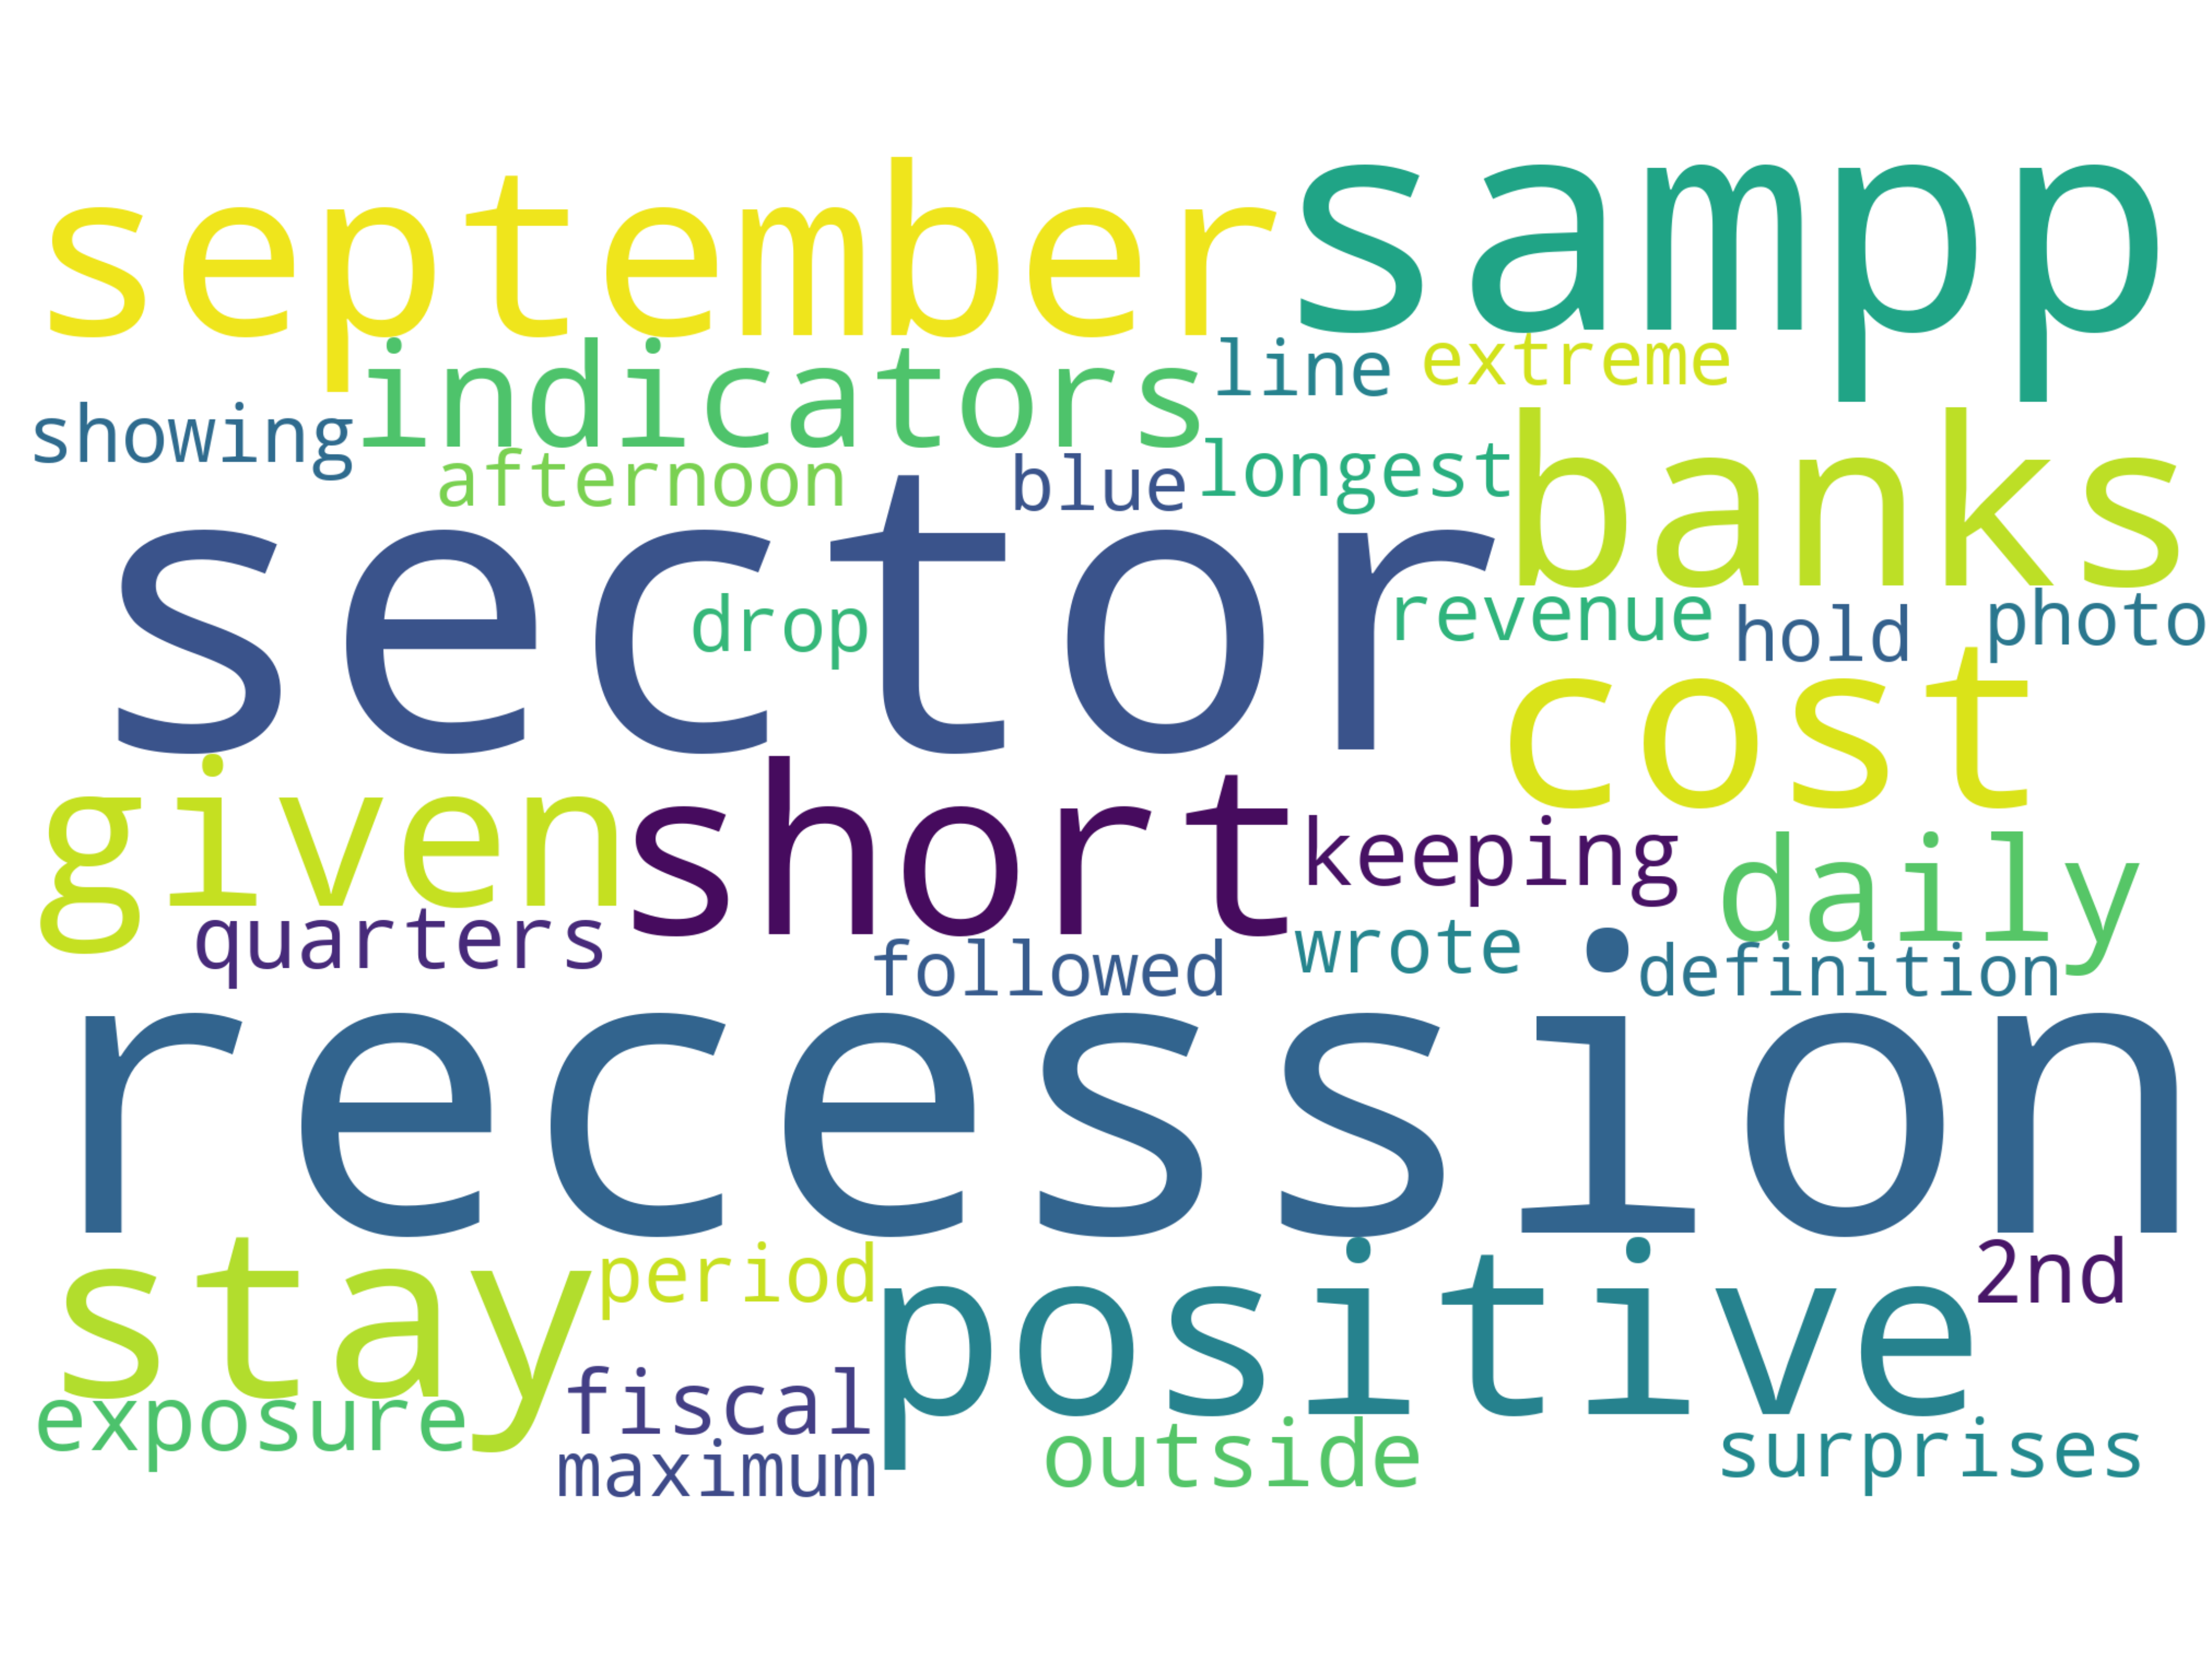 september sampp
indicators line extreme
showing afternoon blue longest banks
sector
drop revenue hold photo
cost
given short keeping daily
quarters followed wrote definition
recession
stay period positive 2nd
exposure fiscal outside surprises
maximum